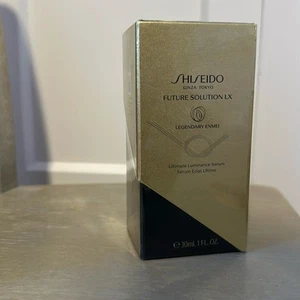 SHISEIDO
GINZA TOKYO
FUTURE SOLUTION LX
LEGENDARY ENMEI
Ultimate Luminance Serum
Sérum Éclat Ultime
℮ 30mL 1 FL. OZ.